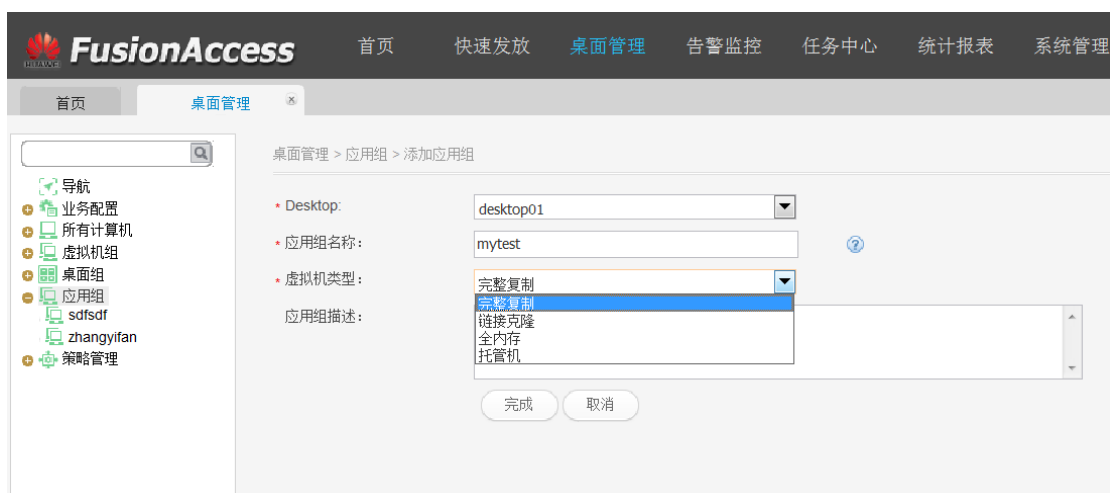 HUAWEI FusionAccess 首页 快速发放 桌面管理 告警监控 任务中心 统计报表 系统管理
首页 桌面管理
桌面管理 > 应用组 > 添加应用组
导航
业务配置
所有计算机
虚拟机组
桌面组
应用组
sdfsdf
zhangyifan
策略管理
* Desktop: desktop01
* 应用组名称： mytest
* 虚拟机类型： 完整复制
完整复制
链接克隆
全内存
托管机
应用组描述：
完成 取消